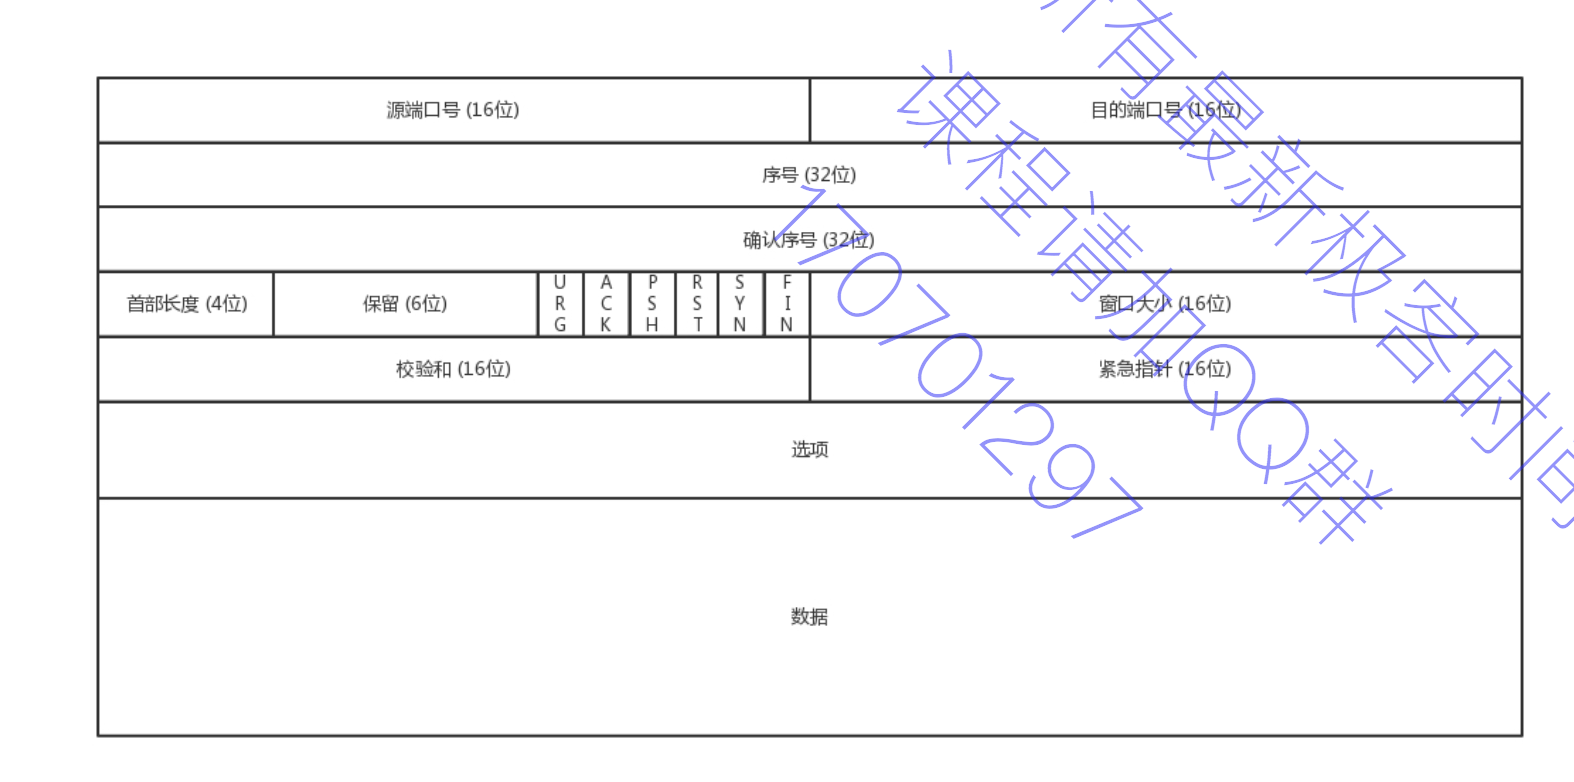 源端口号 (16位)
目的端口号 (16位)
序号 (32位)
确认序号 (32位)
首部长度 (4位)
保留 (6位)
URG
ACK
PSH
RST
SYN
FIN
窗口大小 (16位)
校验和 (16位)
紧急指针 (16位)
选项
数据
有最新极客时间
课程请加QQ群
170701297